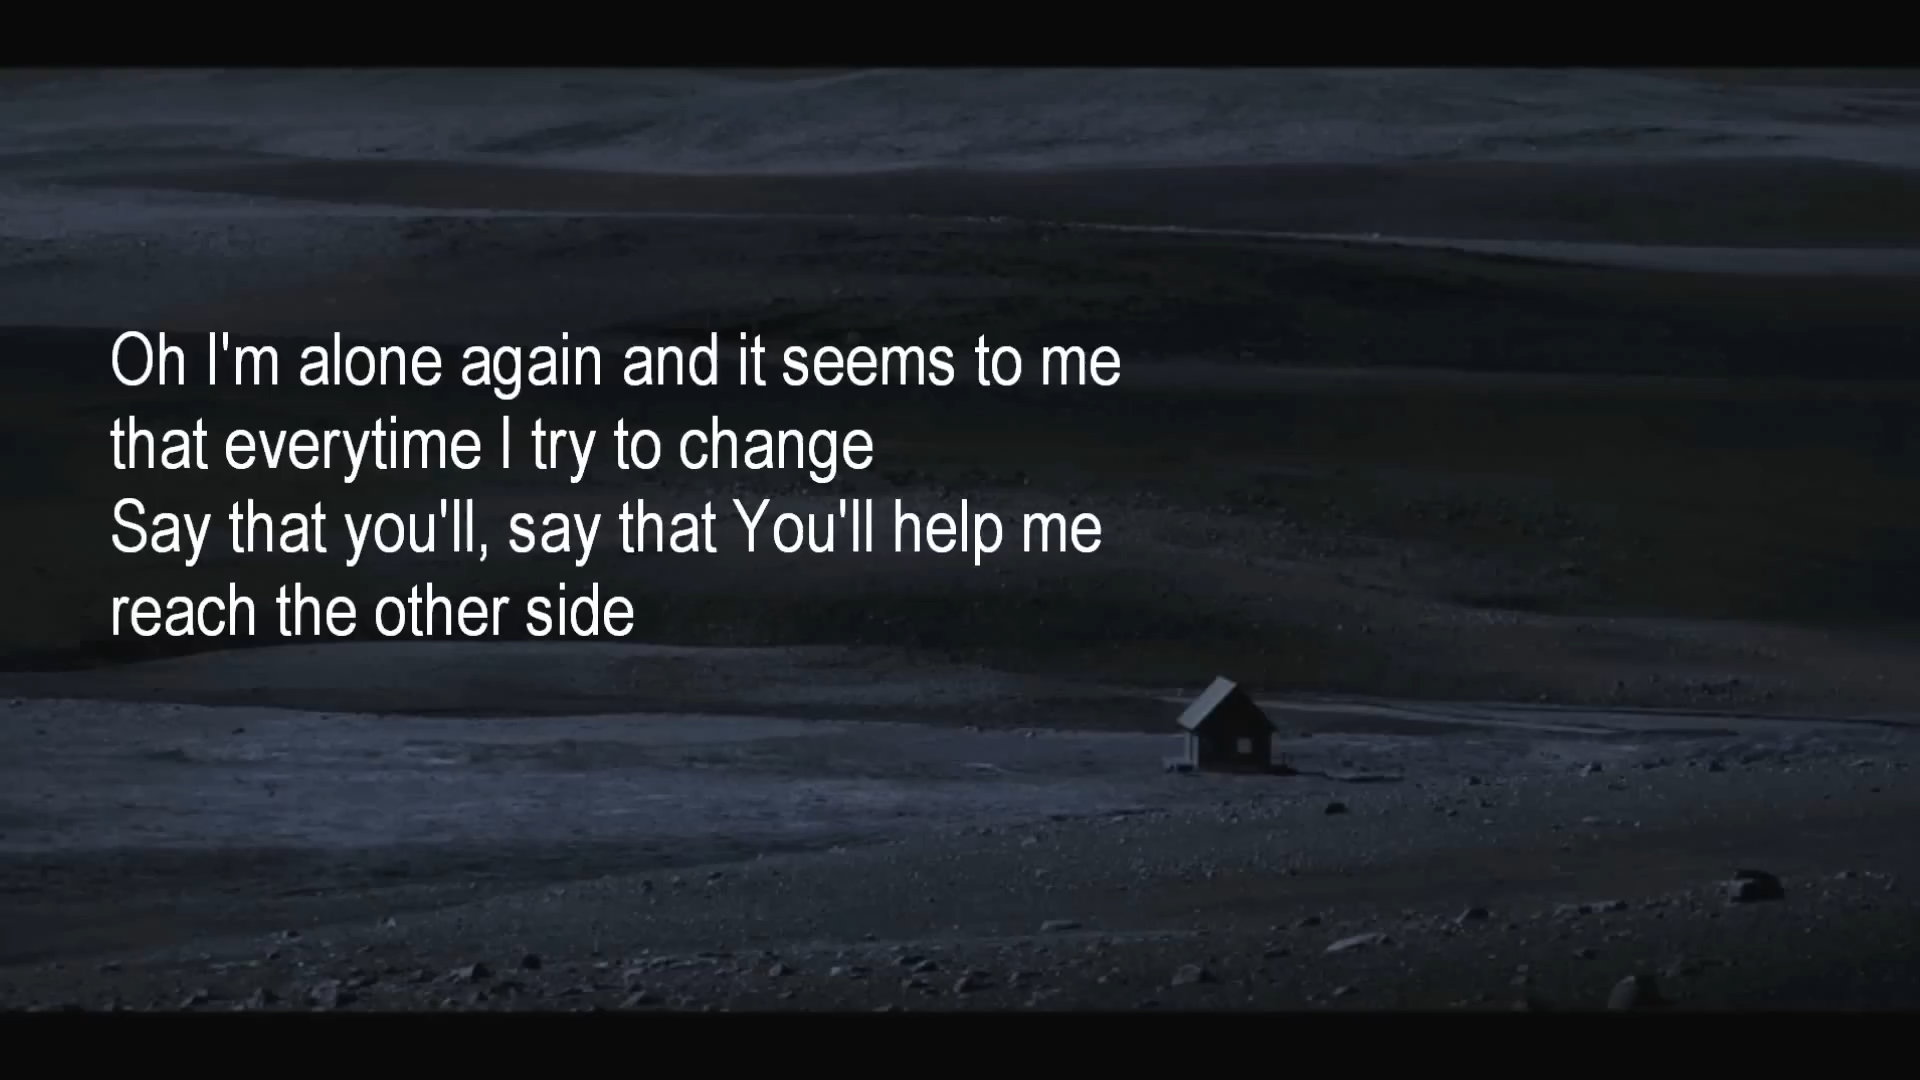 Oh I'm alone again and it seems to me
that everytime I try to change
Say that you'll, say that You'll help me
reach the other side